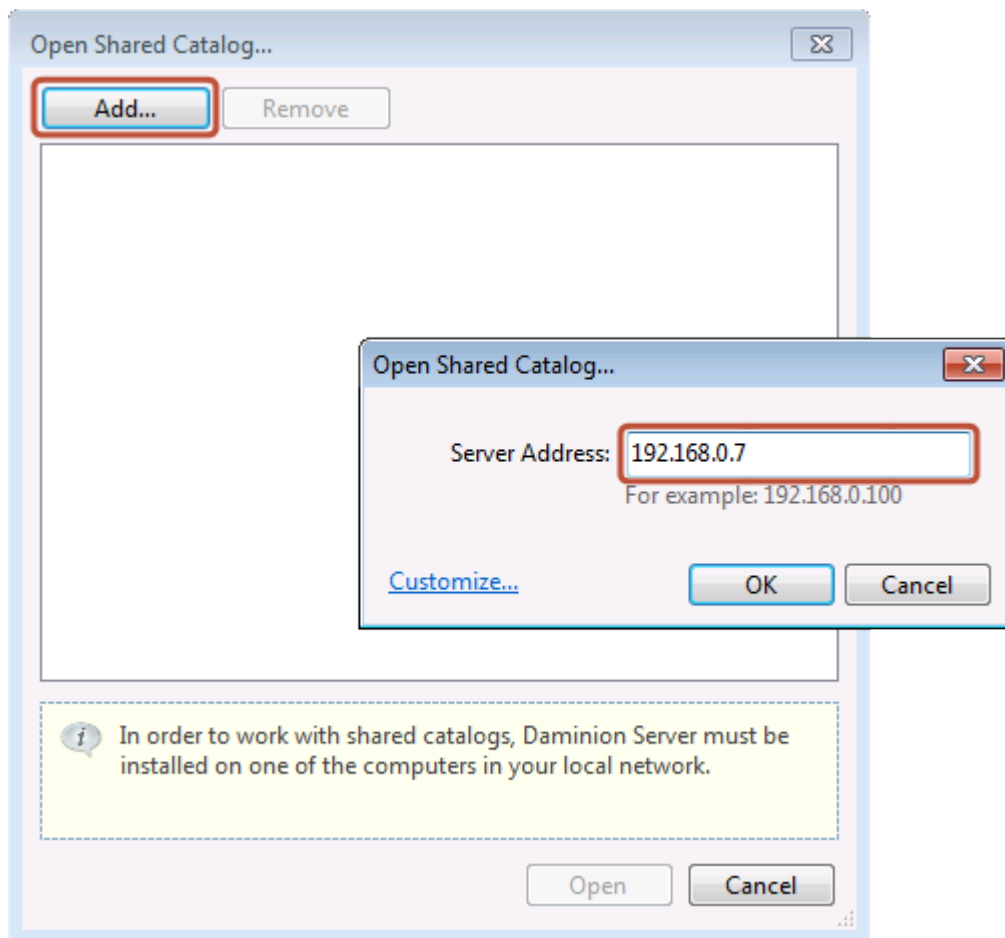 Open Shared Catalog...
Add...
Remove
Open Shared Catalog...
Server Address:
192.168.0.7
For example: 192.168.0.100
Customize...
OK
Cancel
In order to work with shared catalogs, Daminion Server must be
installed on one of the computers in your local network.
Open
Cancel